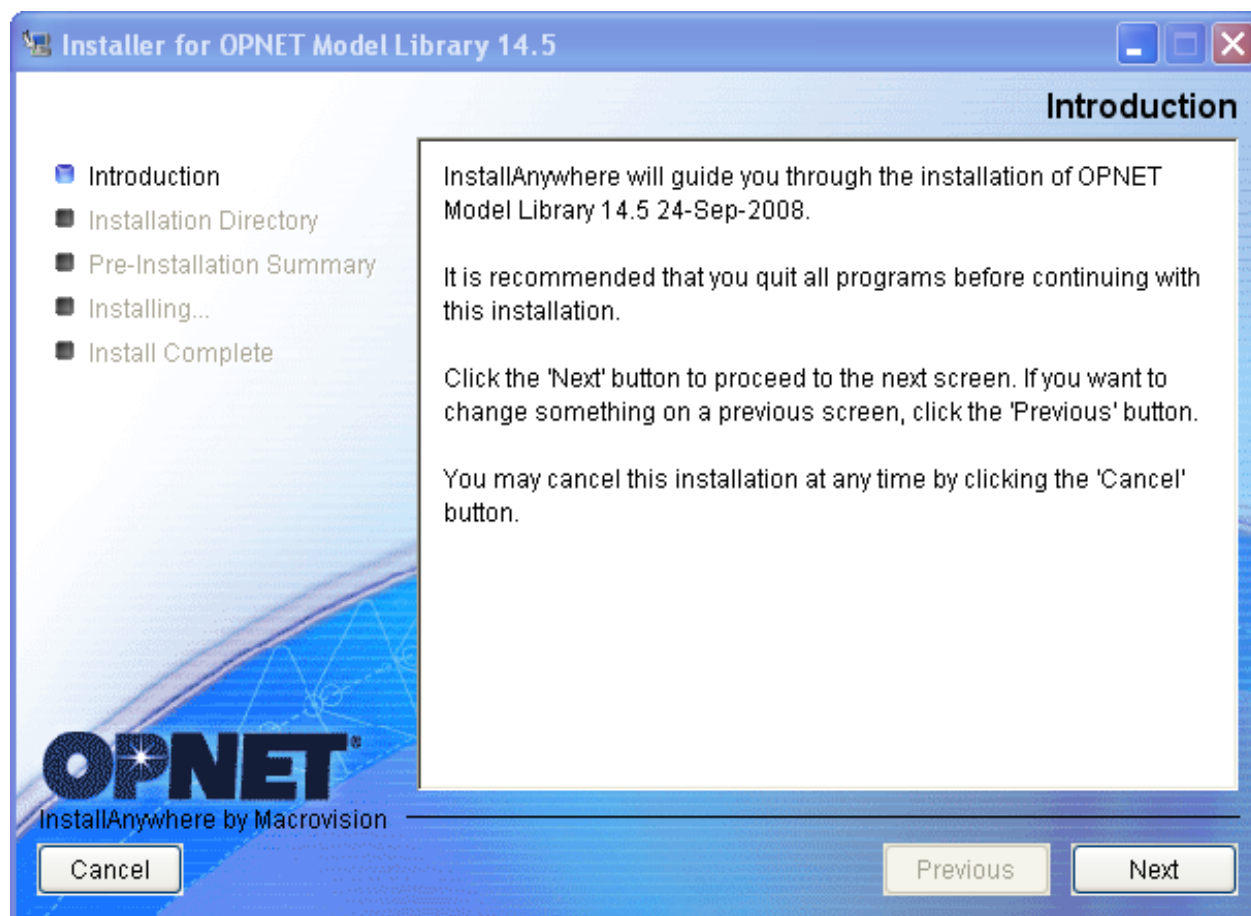 Installer for OPNET Model Library 14.5
Introduction
Introduction
Installation Directory
Pre-Installation Summary
Installing...
Install Complete
InstallAnywhere will guide you through the installation of OPNET
Model Library 14.5 24-Sep-2008.
It is recommended that you quit all programs before continuing with
this installation.
Click the 'Next' button to proceed to the next screen. If you want to
change something on a previous screen, click the 'Previous' button.
You may cancel this installation at any time by clicking the 'Cancel'
button.
OPNET®
InstallAnywhere by Macrovision
Cancel
Previous
Next